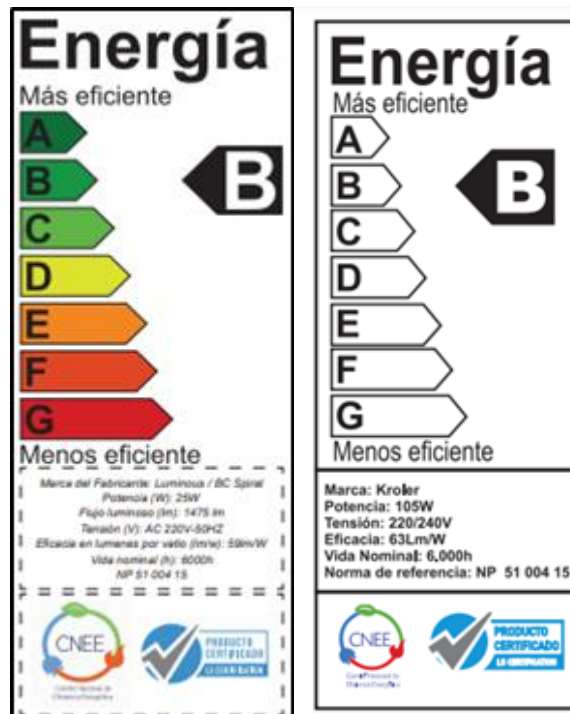 Energía
Más eficiente
A
B
B
C
D
E
F
G
Menos eficiente
Marca del Fabricante: Luminous / BC Spiral
Potencia (W): 25W
Flujo luminoso (lm): 1475 lm
Tensión (V): AC 220V-50HZ
Eficacia en lumenes por vatio (lm/w): 59lm/W
Vida nominal (h): 6000h
NP 51 004 15
CNEE
PRODUCTO
CERTIFICADO
Energía
Más eficiente
A
B
B
C
D
E
F
G
Menos eficiente
Marca: Kroler
Potencia: 105W
Tensión: 220/240V
Eficacia: 63Lm/W
Vida Nominal: 6,000h
Norma de referencia: NP 51 004 15
CNEE
PRODUCTO
CERTIFICADO